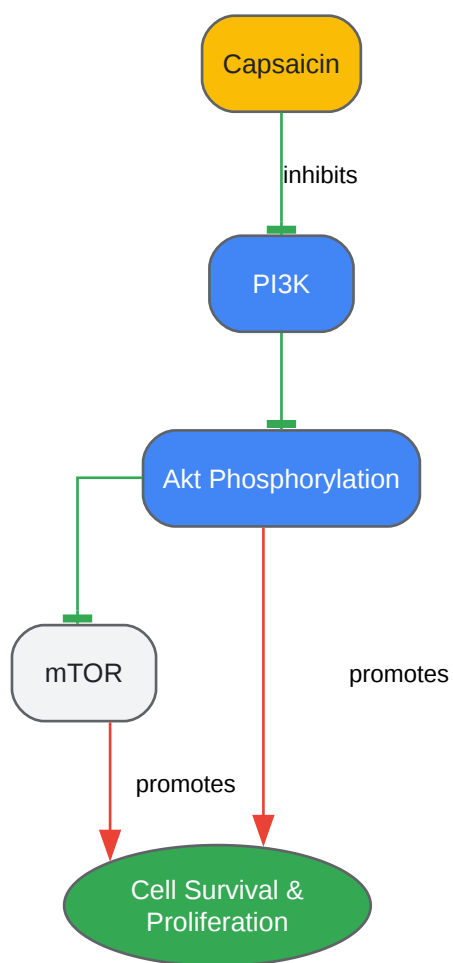 Capsaicin
inhibits
PI3K
Akt Phosphorylation
mTOR
promotes
promotes
Cell Survival &
Proliferation